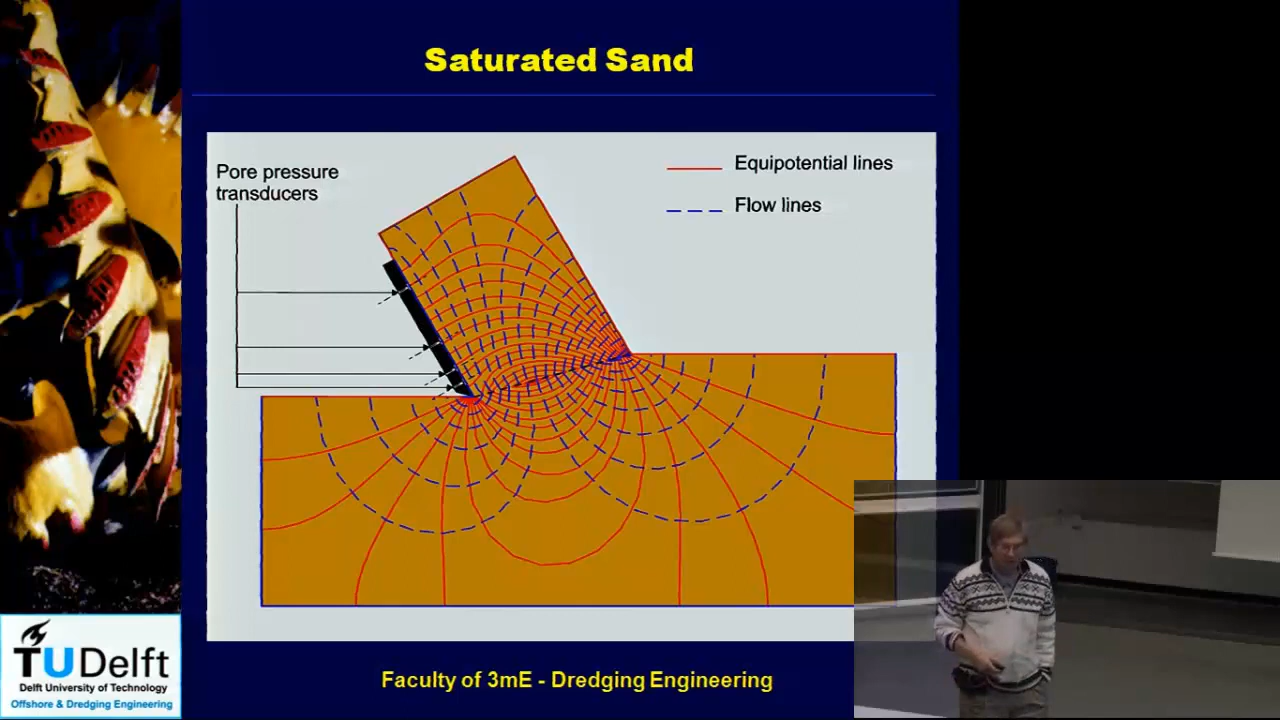 Saturated Sand
Pore pressure
transducers
Equipotential lines
Flow lines
TUDelft
Delft University of Technology
Offshore & Dredging Engineering
Faculty of 3mE - Dredging Engineering